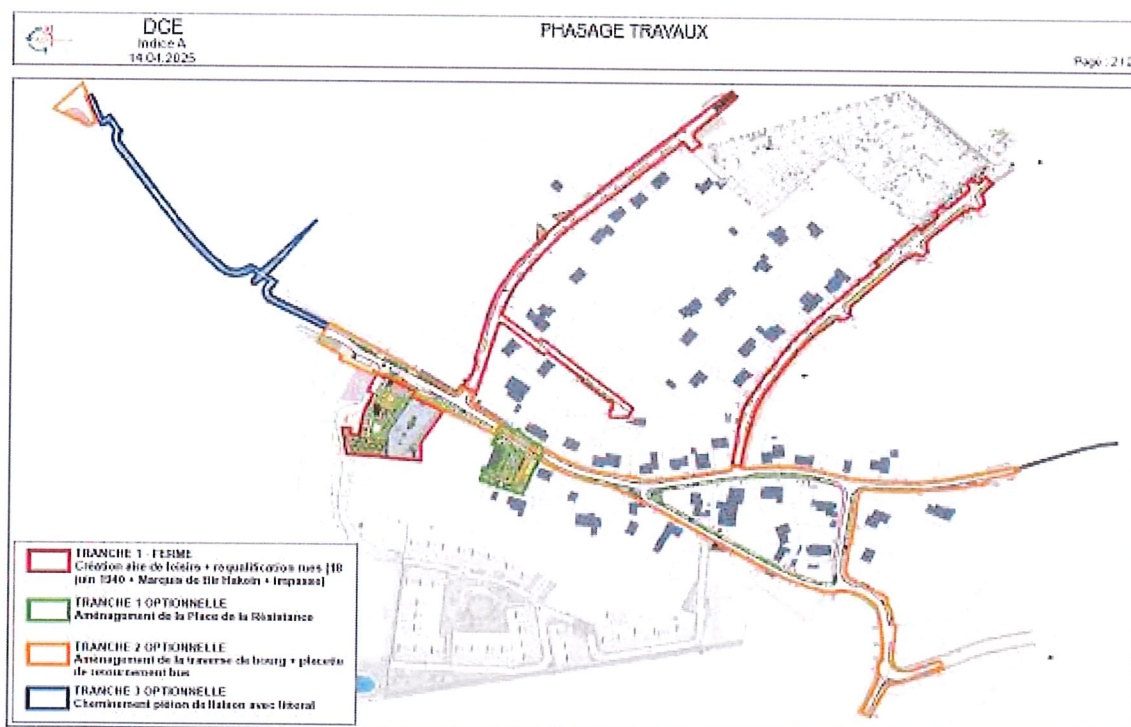 DCE
Indice A
14.04.2025
PHASAGE TRAVAUX
Page : 2 / 2
TRANCHE 1 - FERME
Création aire de loisirs + requalification rues (18
juin 1940 + Marquis de Bir Hakein + impasse)
TRANCHE 1 OPTIONNELLE
Aménagement de la Place de la Résistance
TRANCHE 2 OPTIONNELLE
Aménagement de la traverse de bourg + placette
de retournement bus
TRANCHE 3 OPTIONNELLE
Cheminement piéton de liaison avec littoral